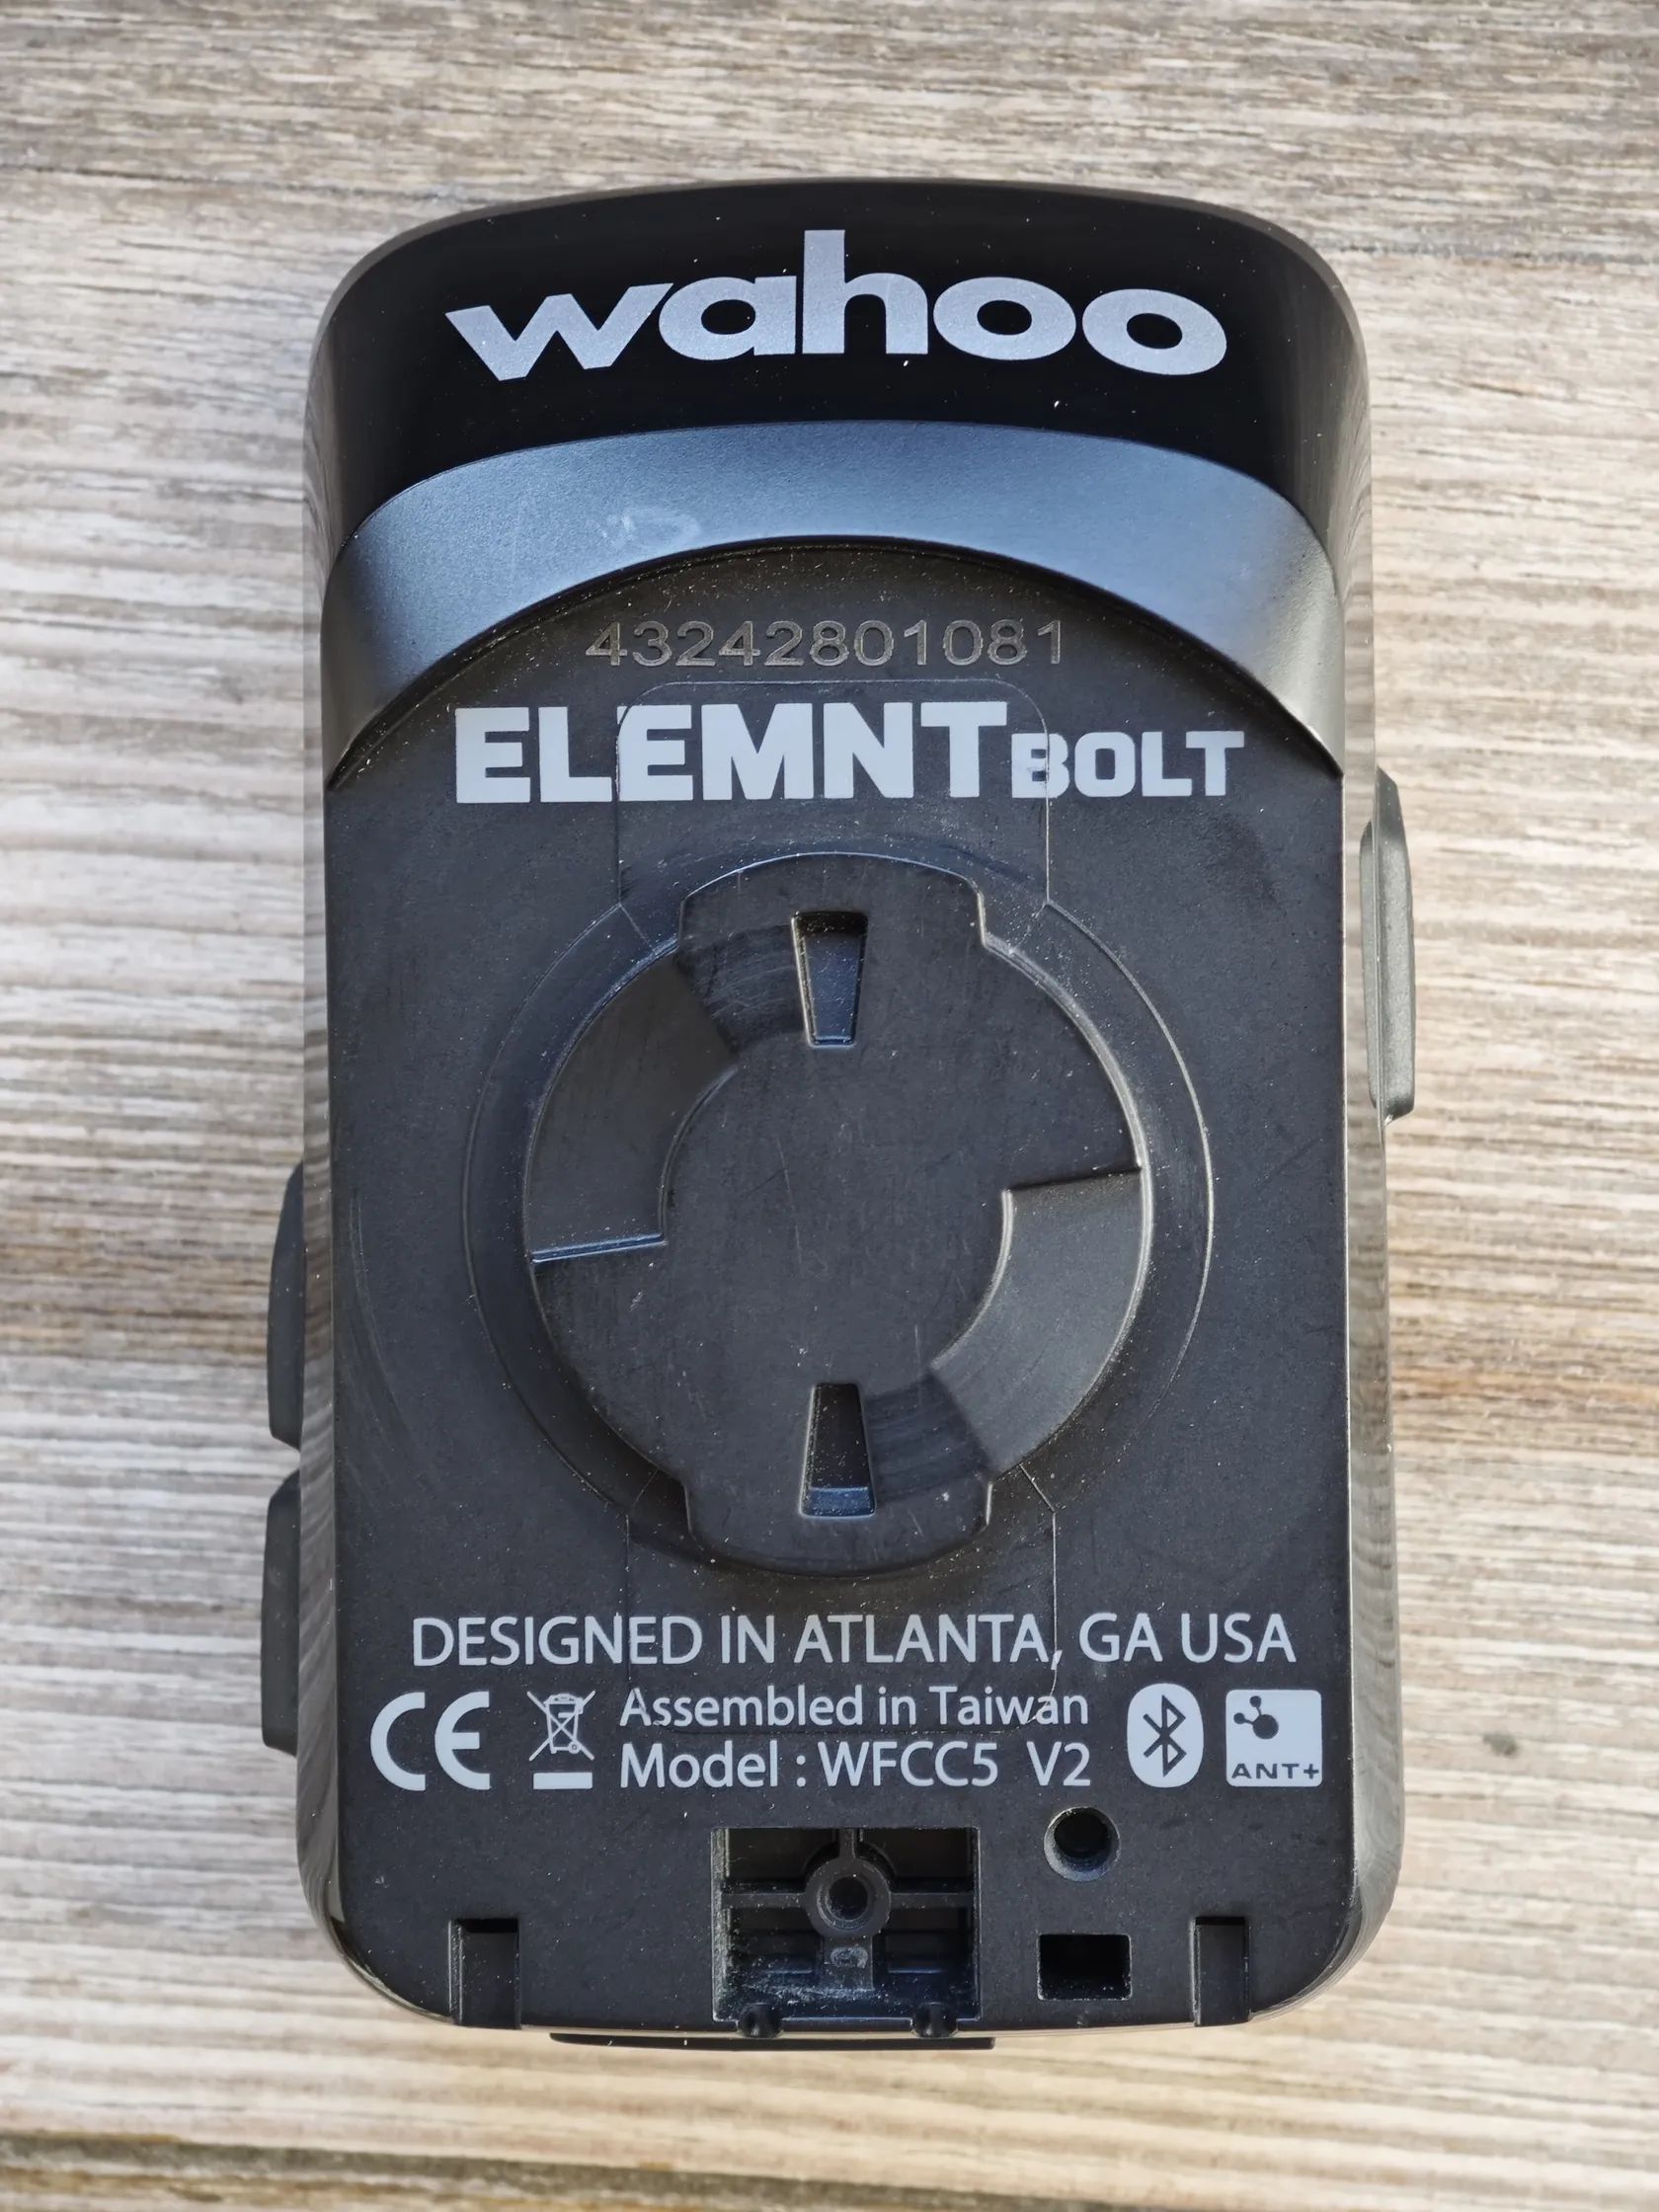 wahoo
43242801081
ELEMNT BOLT
DESIGNED IN ATLANTA, GA USA
CE Assembled in Taiwan
Model : WFCC5 V2
ANT+